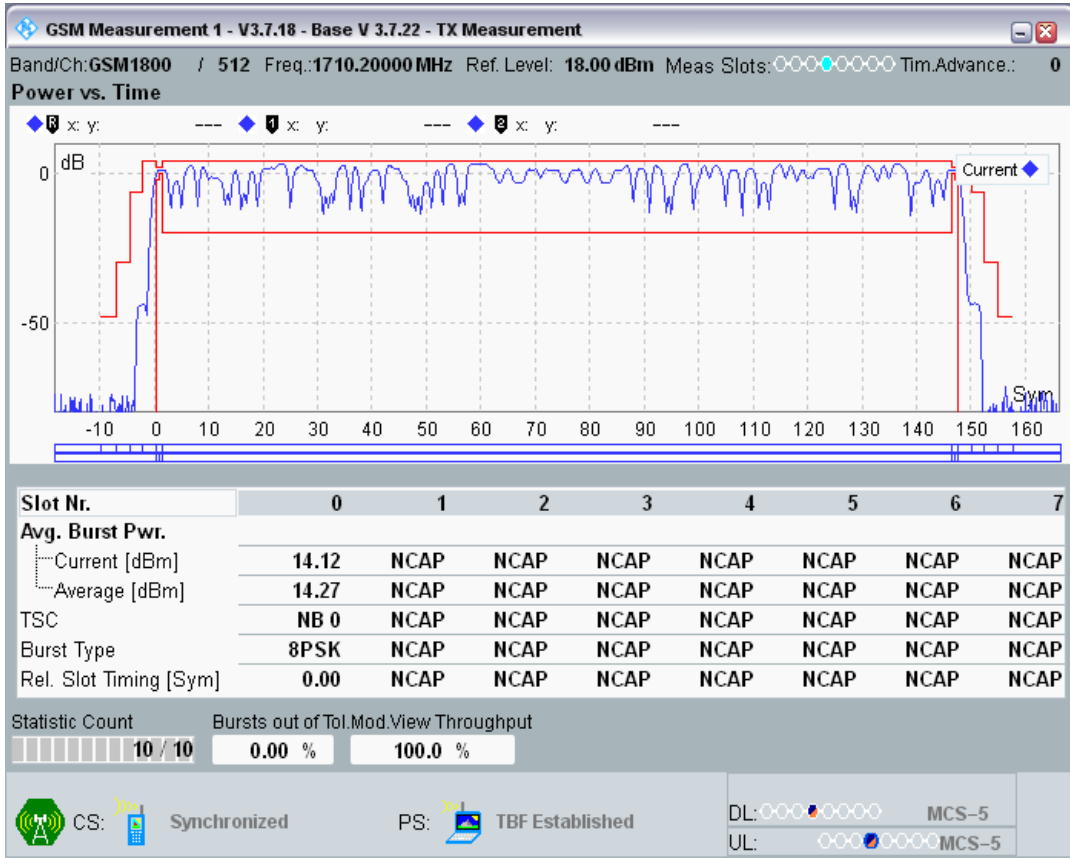 GSM Measurement 1 - V3.7.18 - Base V 3.7.22 - TX Measurement
Band/Ch:GSM1800 / 512 Freq.:1710.20000 MHz Ref. Level: 18.00 dBm Meas Slots: Tim.Advance.: 0
Power vs. Time
R x: y: --- 1 x: y: --- 2 x: y: ---
dB
Current
0
-50
Sym
-10 0 10 20 30 40 50 60 70 80 90 100 110 120 130 140 150 160
Slot Nr. 0 1 2 3 4 5 6 7
Avg. Burst Pwr.
Current [dBm] 14.12 NCAP NCAP NCAP NCAP NCAP NCAP NCAP
Average [dBm] 14.27 NCAP NCAP NCAP NCAP NCAP NCAP NCAP
TSC NB 0 NCAP NCAP NCAP NCAP NCAP NCAP NCAP
Burst Type 8PSK NCAP NCAP NCAP NCAP NCAP NCAP NCAP
Rel. Slot Timing [Sym] 0.00 NCAP NCAP NCAP NCAP NCAP NCAP NCAP
Statistic Count Bursts out of Tol.Mod.View Throughput
10 / 10 0.00 % 100.0 %
CS: Synchronized PS: TBF Established
DL: MCS-5
UL: MCS-5